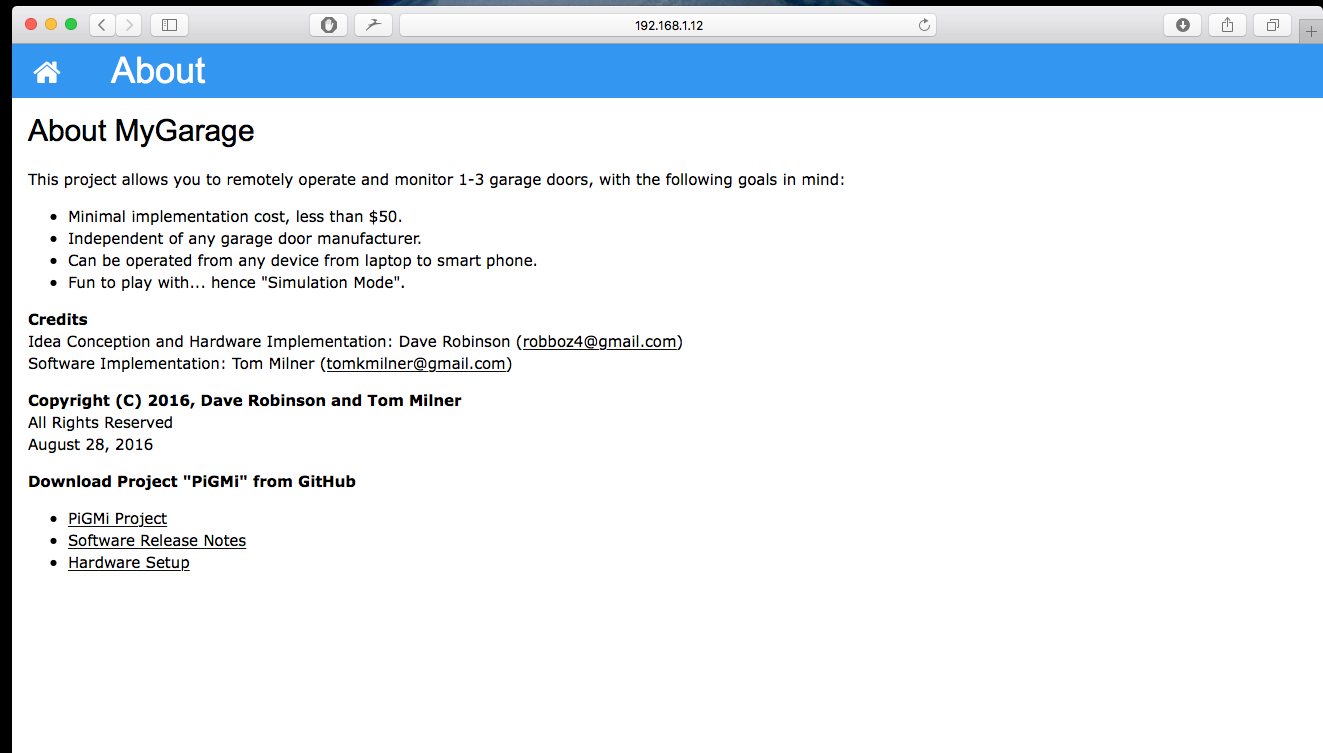 192.168.1.12
About
About MyGarage
This project allows you to remotely operate and monitor 1-3 garage doors, with the following goals in mind:
Minimal implementation cost, less than $50.
Independent of any garage door manufacturer.
Can be operated from any device from laptop to smart phone.
Fun to play with... hence "Simulation Mode".
Credits
Idea Conception and Hardware Implementation: Dave Robinson (robboz4@gmail.com)
Software Implementation: Tom Milner (tomkmilner@gmail.com)
Copyright (C) 2016, Dave Robinson and Tom Milner
All Rights Reserved
August 28, 2016
Download Project "PiGMi" from GitHub
PiGMi Project
Software Release Notes
Hardware Setup